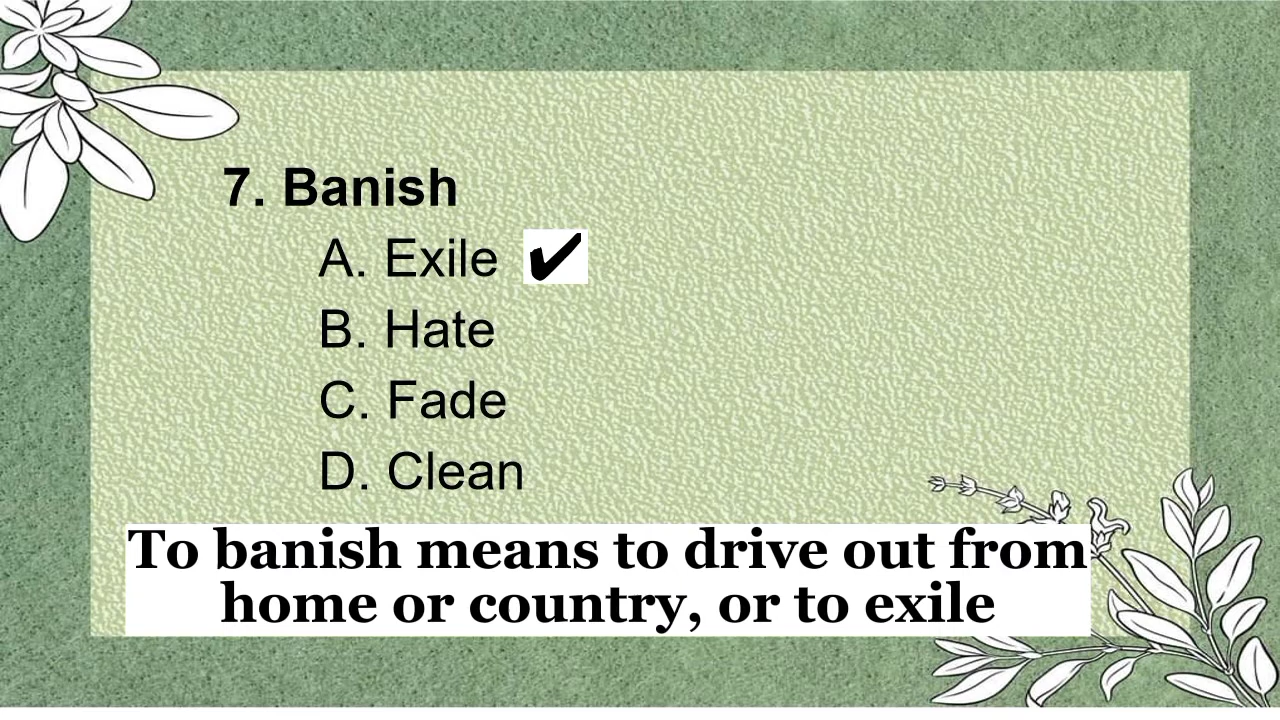 7. Banish
A. Exile ✔
B. Hate
C. Fade
D. Clean
To banish means to drive out from
home or country, or to exile